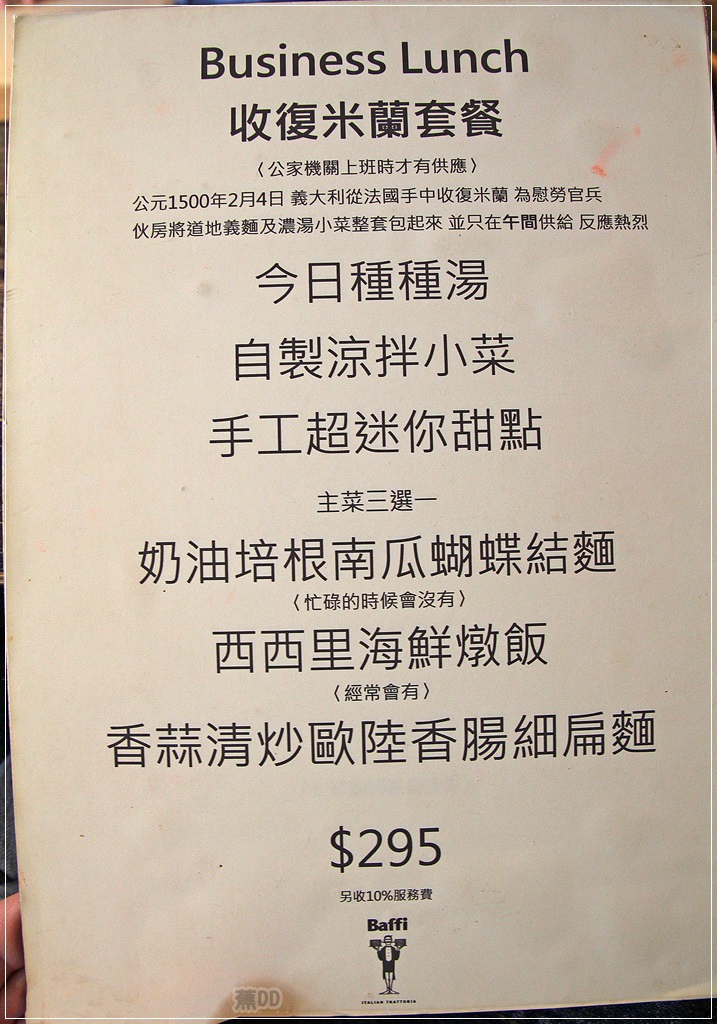 Business Lunch
收復米蘭套餐
〈公家機關上班時才有供應〉
公元1500年2月4日 義大利從法國手中收復米蘭 為慰勞官兵
伙房將道地義麵及濃湯小菜整套包起來 並只在午間供給 反應熱烈
今日種種湯
自製涼拌小菜
手工超迷你甜點
主菜三選一
奶油培根南瓜蝴蝶結麵
〈忙碌的時候會沒有〉
西西里海鮮燉飯
〈經常會有〉
香蒜清炒歐陸香腸細扁麵
$295
另收10%服務費
Baffi
ITALIAN TRATTORIA
蕉DD